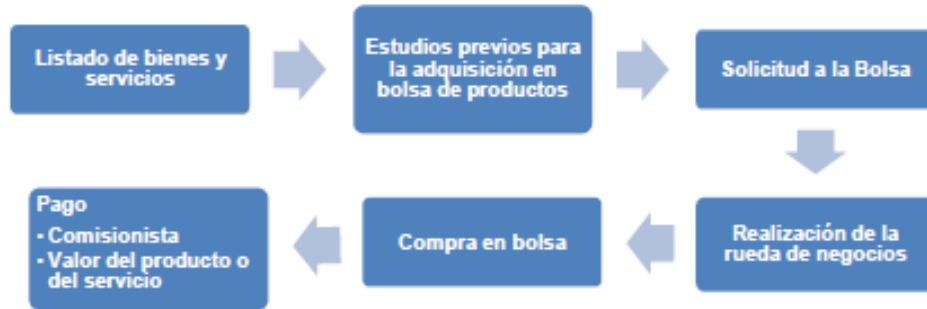 Listado de bienes y
servicios
Estudios previos para
la adquisición en
bolsa de productos
Solicitud a la Bolsa
Realización de la
rueda de negocios
Compra en bolsa
Pago
- Comisionista
- Valor del producto o
del servicio